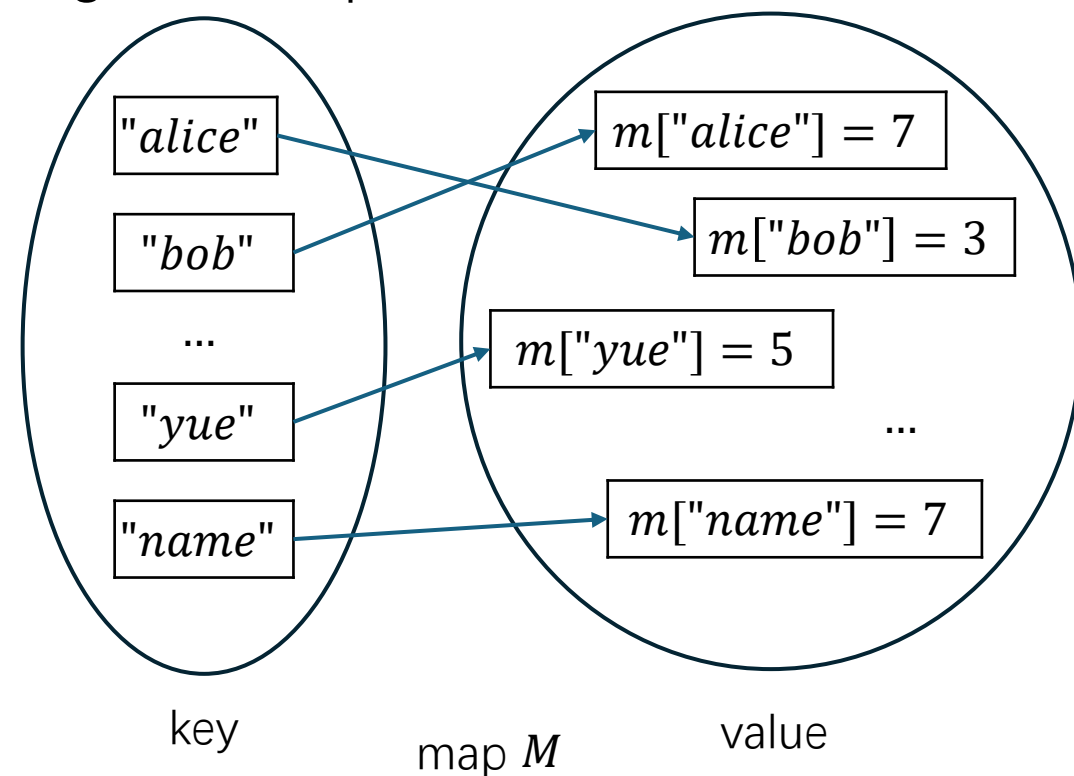 "alice"
"bob"
...
"yue"
"name"
m["alice"] = 7
m["bob"] = 3
m["yue"] = 5
...
m["name"] = 7
key
map M
value